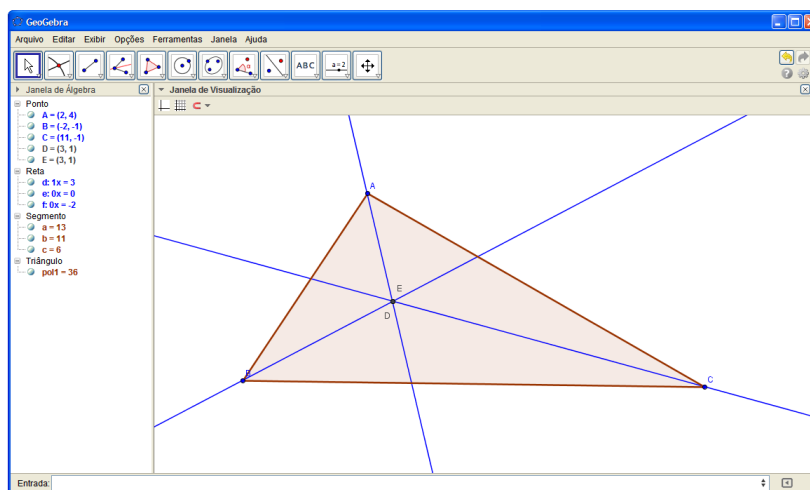 GeoGebra
Arquivo Editar Exibir Opções Ferramentas Janela Ajuda
ABC
a=2
Janela de Álgebra
Janela de Visualização
Ponto
A = (2, 4)
B = (-2, -1)
C = (11, -1)
D = (3, 1)
E = (3, 1)
Reta
d: 1x = 3
e: 0x = 0
f: 0x = -2
Segmento
a = 13
b = 11
c = 6
Triângulo
pol1 = 36
A
E
D
B
C
Entrada: